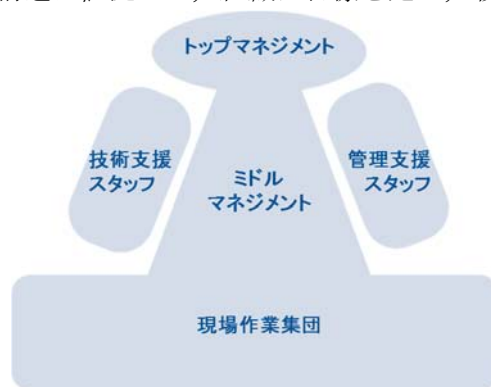 トップマネジメント
技術支援
スタッフ
ミドル
マネジメント
管理支援
スタッフ
現場作業集団